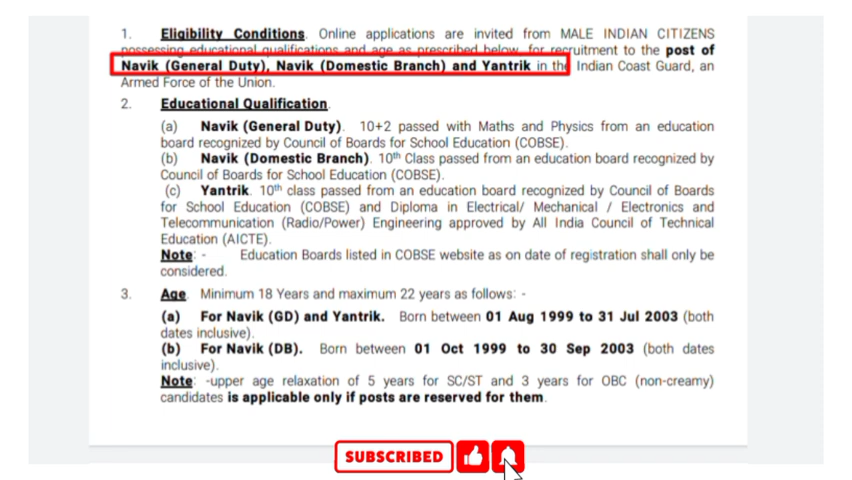 1. Eligibility Conditions. Online applications are invited from MALE INDIAN CITIZENS
possessing educational qualifications and age as prescribed below, for recruitment to the post of
Navik (General Duty), Navik (Domestic Branch) and Yantrik in the Indian Coast Guard, an
Armed Force of the Union.
2. Educational Qualification.
(a) Navik (General Duty). 10+2 passed with Maths and Physics from an education
board recognized by Council of Boards for School Education (COBSE).
(b) Navik (Domestic Branch). 10th Class passed from an education board recognized by
Council of Boards for School Education (COBSE).
(c) Yantrik. 10th class passed from an education board recognized by Council of Boards
for School Education (COBSE) and Diploma in Electrical/ Mechanical / Electronics and
Telecommunication (Radio/Power) Engineering approved by All India Council of Technical
Education (AICTE).
Note: - Education Boards listed in COBSE website as on date of registration shall only be
considered.
3. Age. Minimum 18 Years and maximum 22 years as follows: -
(a) For Navik (GD) and Yantrik. Born between 01 Aug 1999 to 31 Jul 2003 (both
dates inclusive).
(b) For Navik (DB). Born between 01 Oct 1999 to 30 Sep 2003 (both dates
inclusive).
Note: -upper age relaxation of 5 years for SC/ST and 3 years for OBC (non-creamy)
candidates is applicable only if posts are reserved for them.
SUBSCRIBED